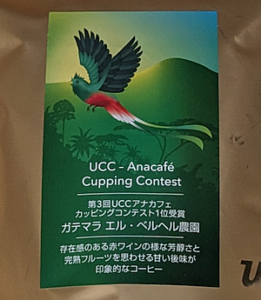 UCC – Anacafé
Cupping Contest
第3回UCCアナカフェ
カッピングコンテスト1位受賞
ガテマラ エル・ベルヘル農園
存在感のある赤ワインの様な芳醇さと
完熟フルーツを思わせる甘い後味が
印象的なコーヒー